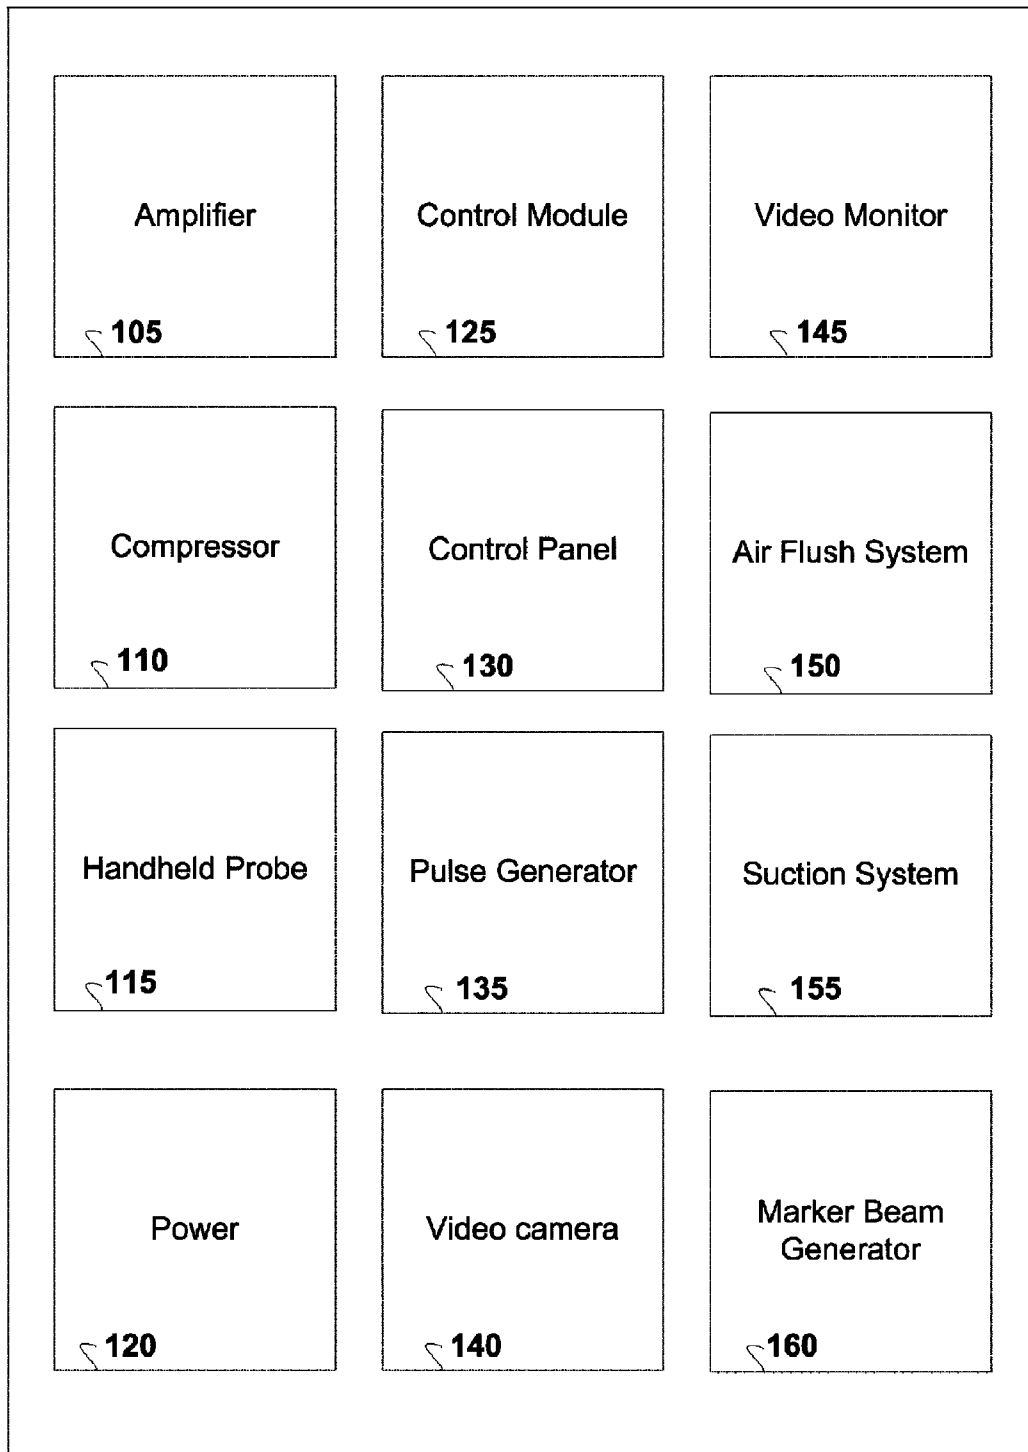 Amplifier
Control Module
Video Monitor
105
125
145
Compressor
Control Panel
Air Flush System
110
130
150
Handheld Probe
Pulse Generator
Suction System
115
135
155
Power
Video camera
Marker Beam
Generator
120
140
160